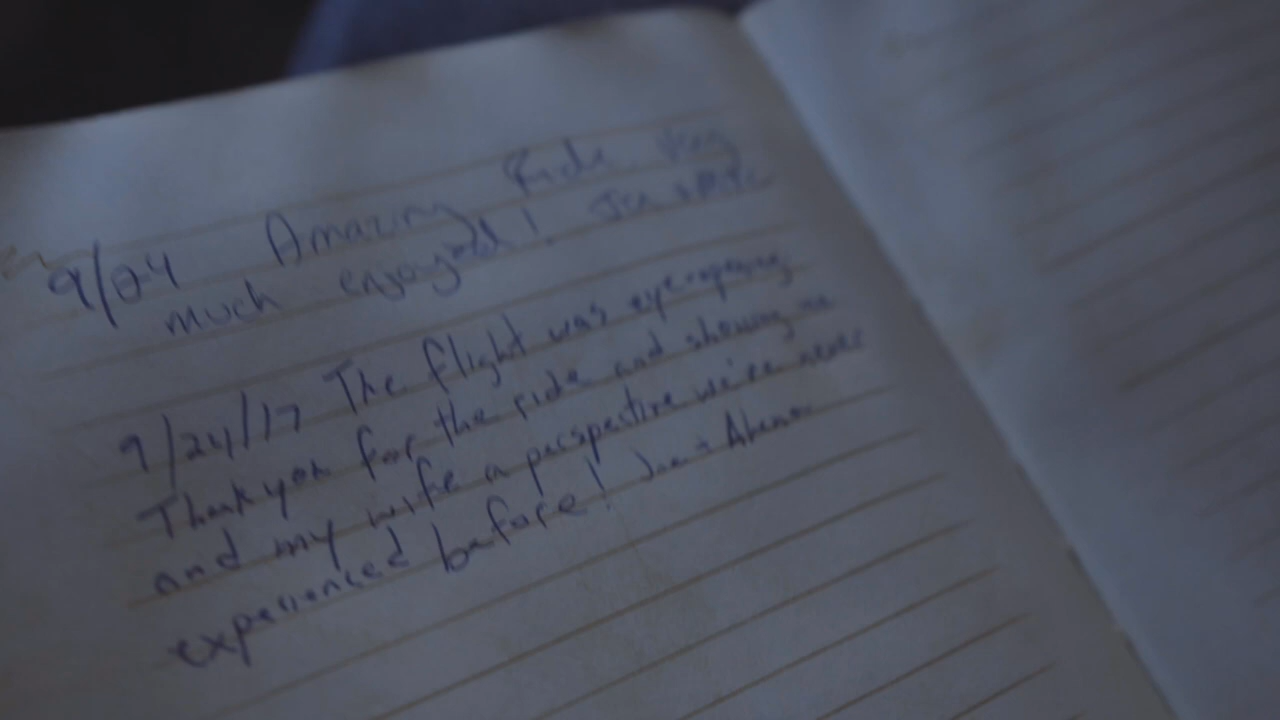 9/04 Amazing Ride Very
much enjoyed! Joe
9/24/17 The flight was eye-opening
Thank you for the ride and showing me
and my wife a perspective we've never
experienced before!